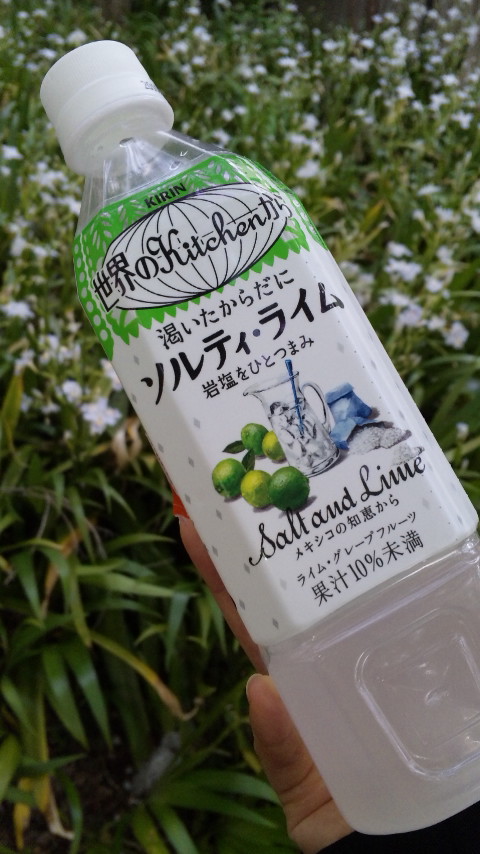 KIRIN
世界のKitchenから
渇いたからだに
ソルティ・ライム
岩塩をひとつまみ
Salt and Lime
メキシコの知恵から
ライム・グレープフルーツ
果汁10%未満